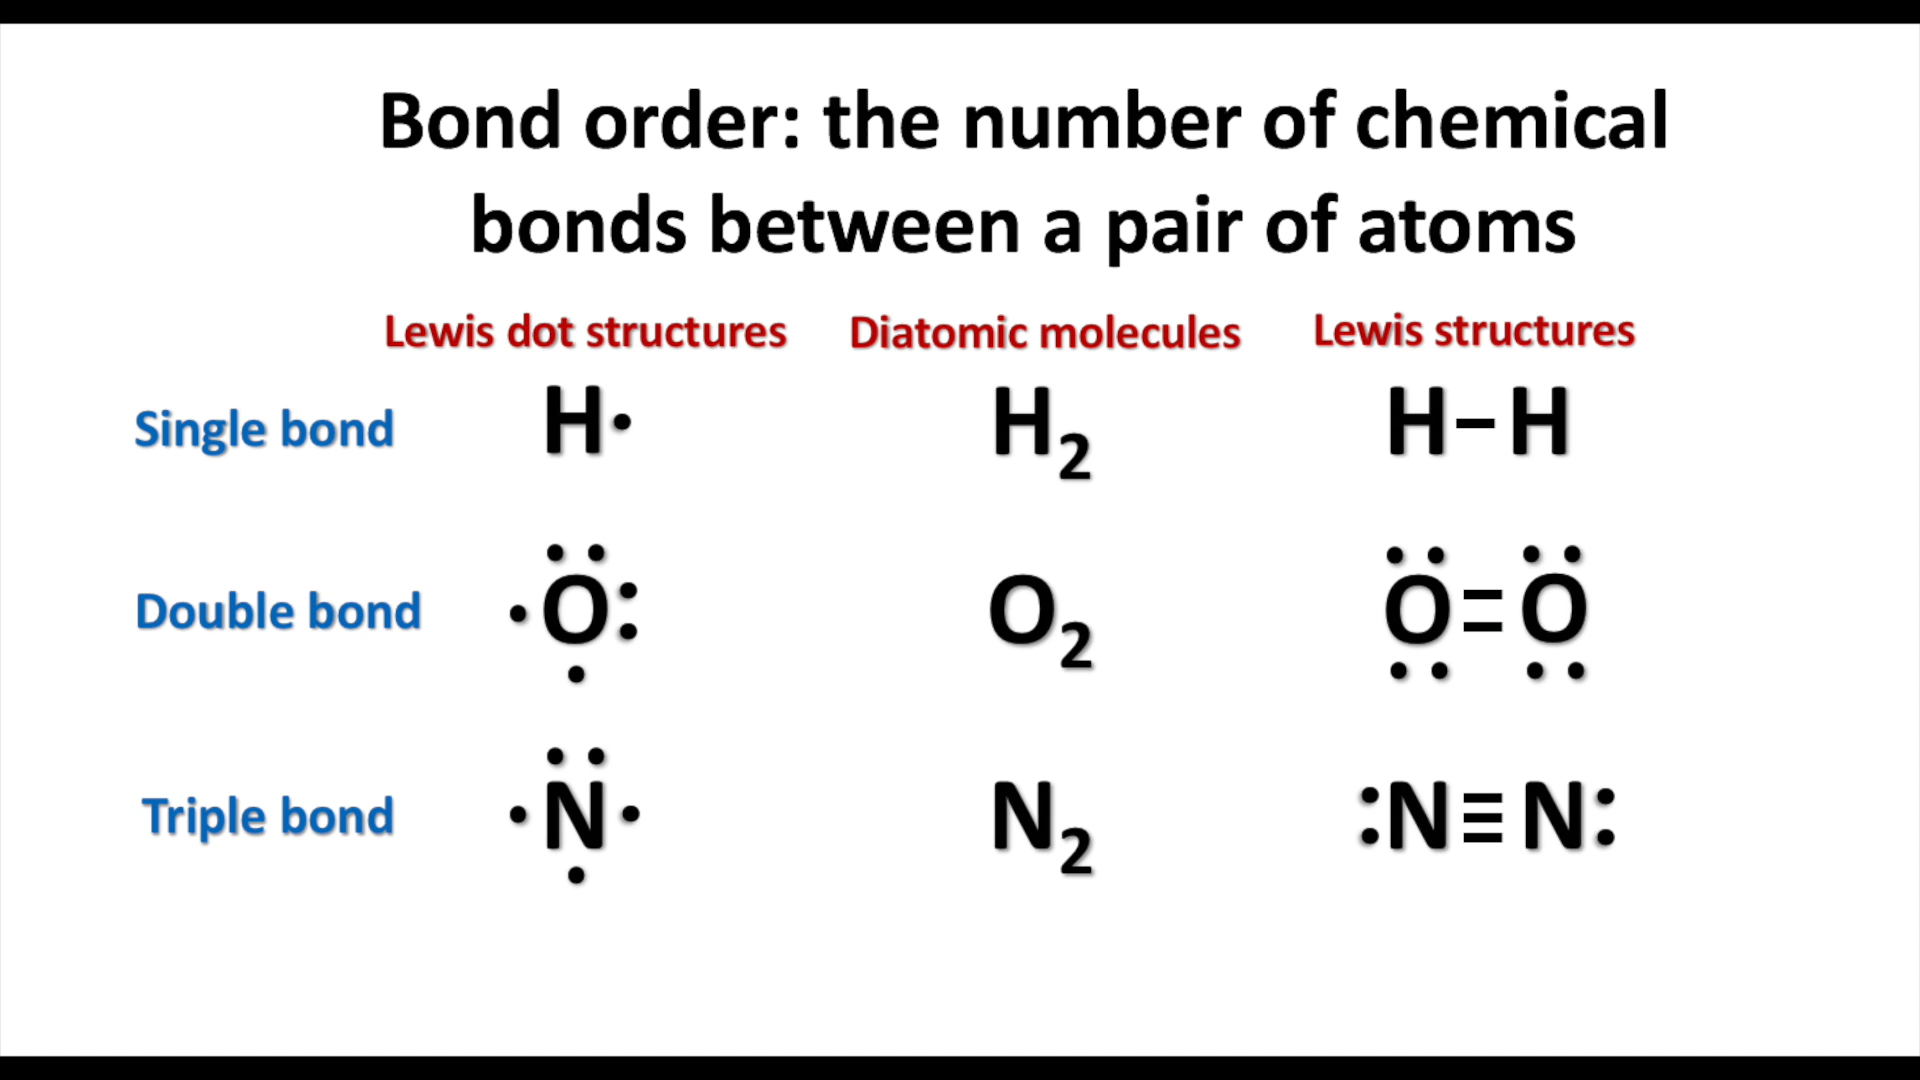 Bond order: the number of chemical
bonds between a pair of atoms
Lewis dot structures Diatomic molecules Lewis structures
Single bond H· H₂ H–H
Double bond ·Ö: O₂ Ö=Ö
Triple bond ·N̈· N₂ :N≡N: